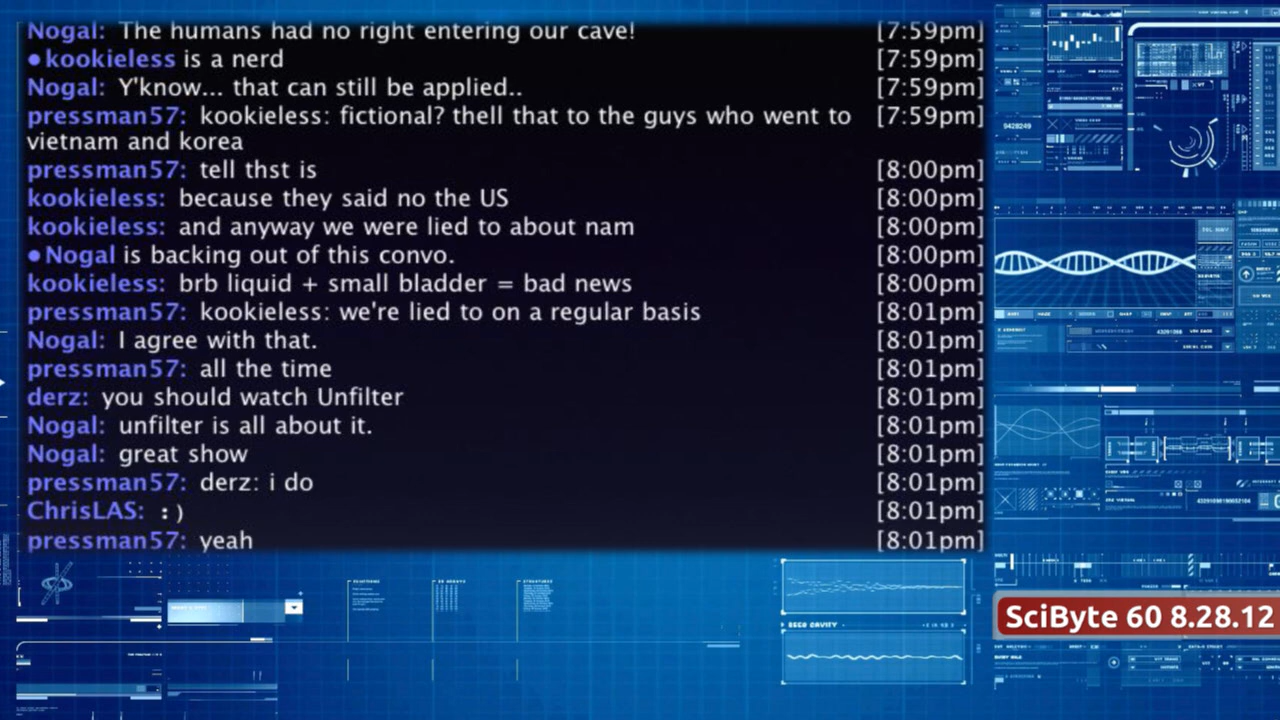 Nogal: The humans had no right entering our cave! [7:59pm]
•kookieless is a nerd [7:59pm]
Nogal: Y'know... that can still be applied.. [7:59pm]
pressman57: kookieless: fictional? thell that to the guys who went to [7:59pm]
vietnam and korea
pressman57: tell thst is [8:00pm]
kookieless: because they said no the US [8:00pm]
kookieless: and anyway we were lied to about nam [8:00pm]
•Nogal is backing out of this convo. [8:00pm]
kookieless: brb liquid + small bladder = bad news [8:00pm]
pressman57: kookieless: we're lied to on a regular basis [8:01pm]
Nogal: I agree with that. [8:01pm]
pressman57: all the time [8:01pm]
derz: you should watch Unfilter [8:01pm]
Nogal: unfilter is all about it. [8:01pm]
Nogal: great show [8:01pm]
pressman57: derz: i do [8:01pm]
ChrisLAS: :) [8:01pm]
pressman57: yeah [8:01pm]
SciByte 60 8.28.12